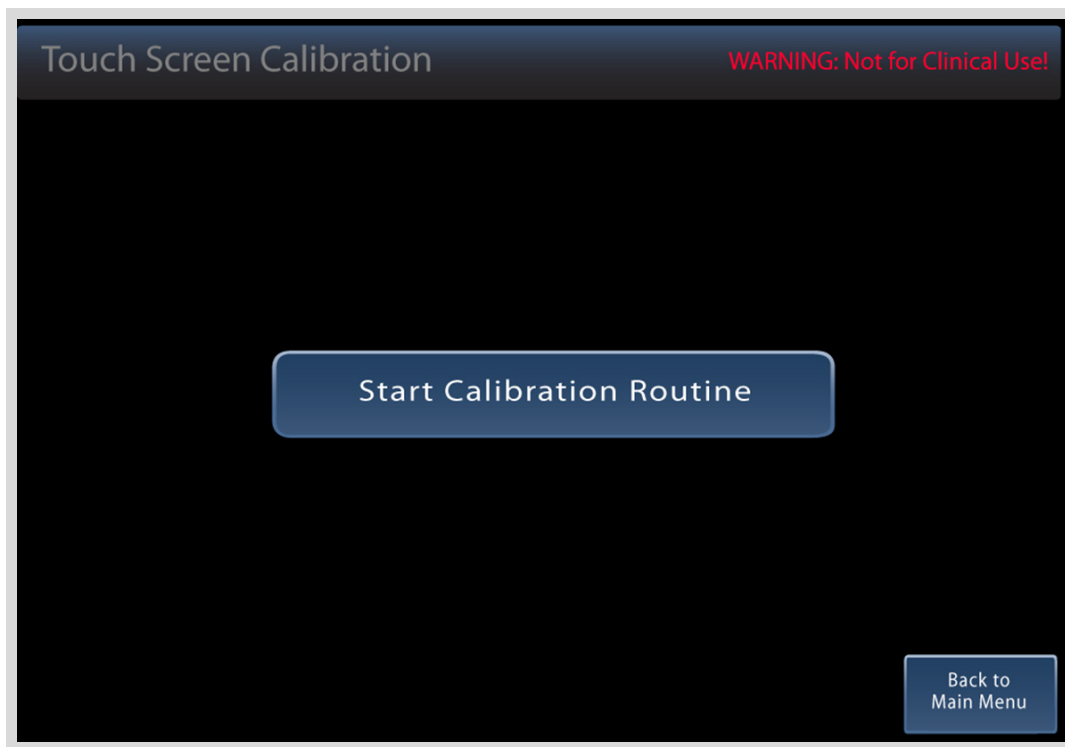 Touch Screen Calibration
WARNING: Not for Clinical Use!
Start Calibration Routine
Back to
Main Menu